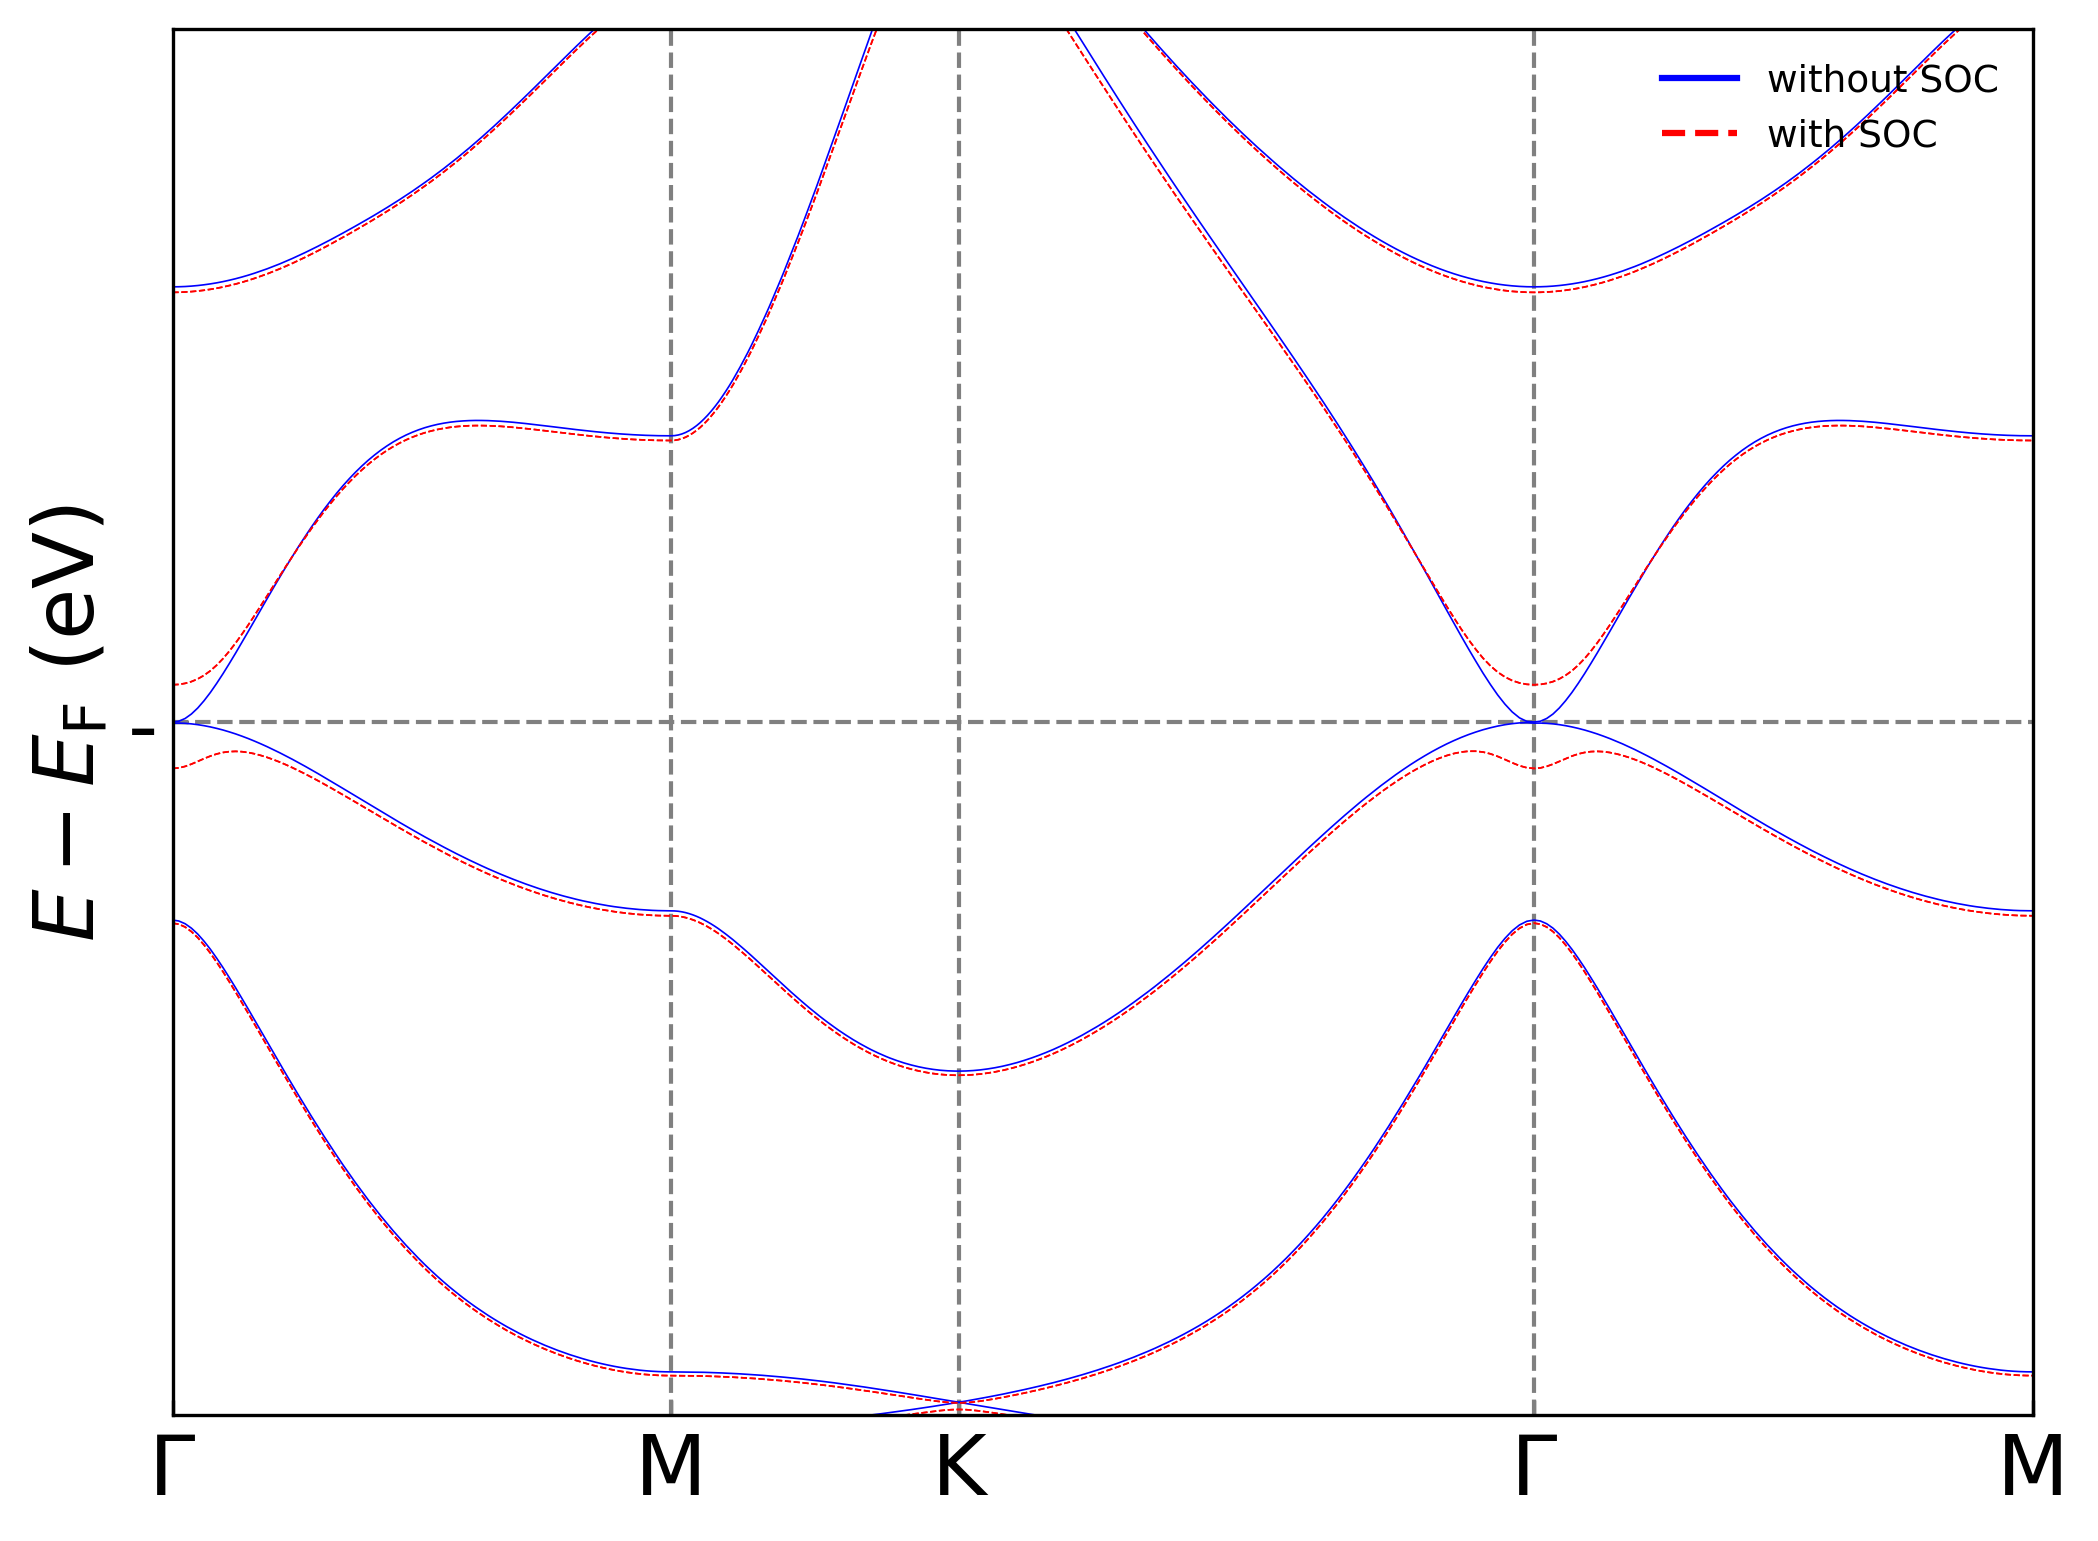 without SOC
with SOC
E − E_F (eV)
-
Γ M K Γ M